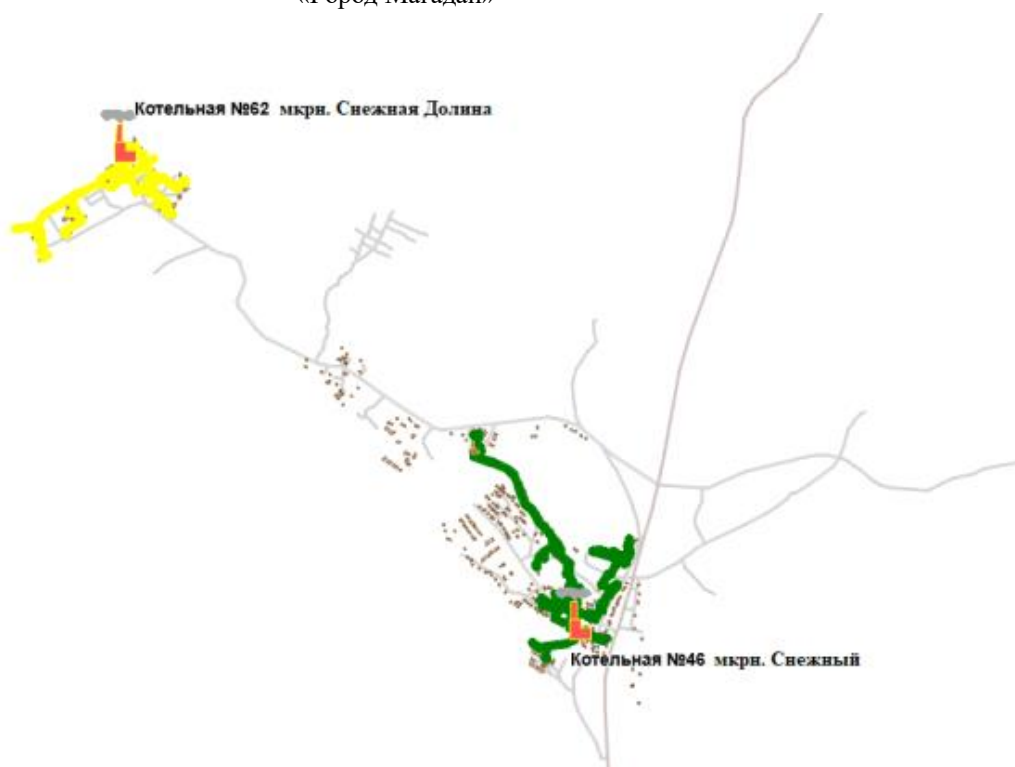 «Город Магадан»
Котельная №62 мкрн. Снежная Долина
Котельная №46 мкрн. Снежный